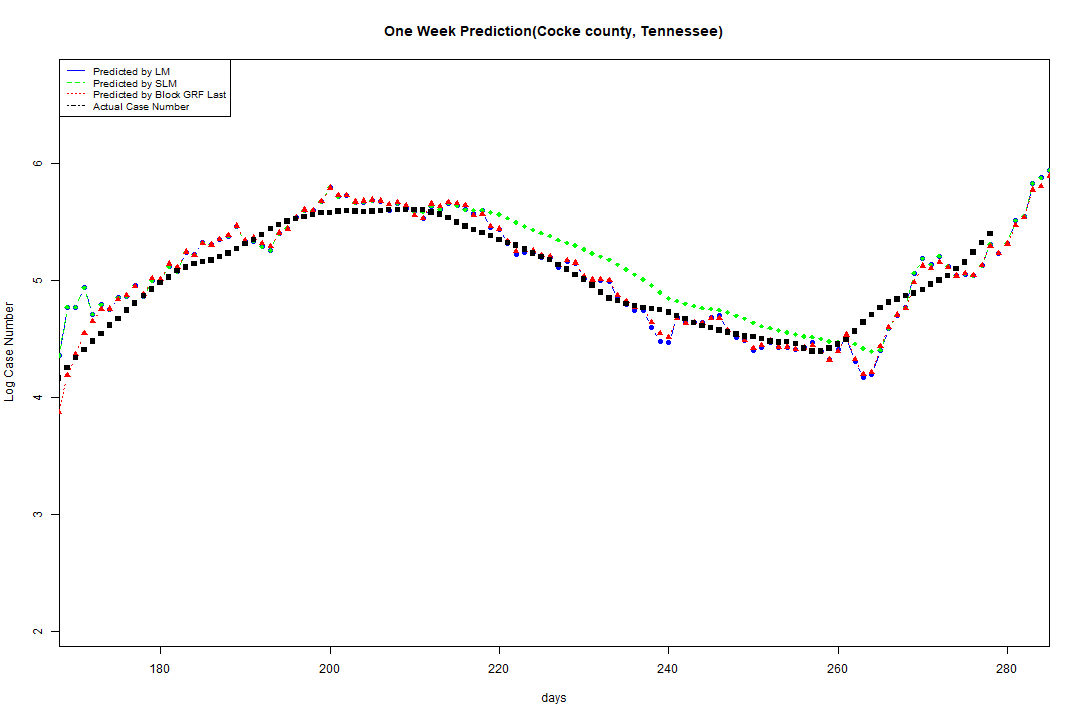 One Week Prediction(Cocke county, Tennessee)
Predicted by LM
Predicted by SLM
Predicted by Block GRF Last
Actual Case Number
Log Case Number
6
5
4
3
2
180
200
220
240
260
280
days